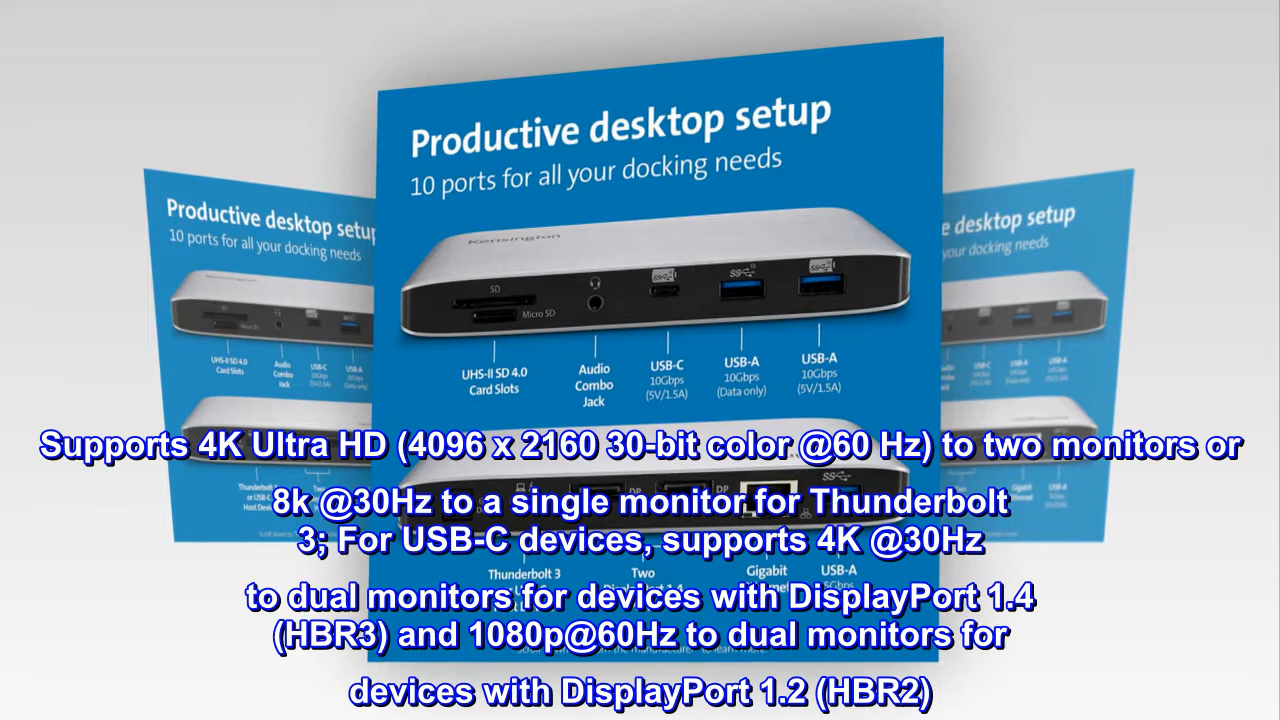 Productive desktop setup
10 ports for all your docking needs
Kensington
SD
Micro SD
UHS-II SD 4.0
Card Slots
Audio
Combo
Jack
USB-C
10Gbps
(5V/1.5A)
USB-A
10Gbps
(Data only)
USB-A
10Gbps
(5V/1.5A)
Productive desktop setup
10 ports for all your docking needs
UHS-II SD 4.0
Card Slots
Audio
Combo
Jack
USB-C
USB-A
e desktop setup
your docking needs
USB-A
Supports 4K Ultra HD (4096 x 2160 30-bit color @60 Hz) to two monitors or
8k @30Hz to a single monitor for Thunderbolt
3; For USB-C devices, supports 4K @30Hz
to dual monitors for devices with DisplayPort 1.4
(HBR3) and 1080p@60Hz to dual monitors for
devices with DisplayPort 1.2 (HBR2)
DP
DP
Thunderbolt 3
Two
Gigabit
USB-A